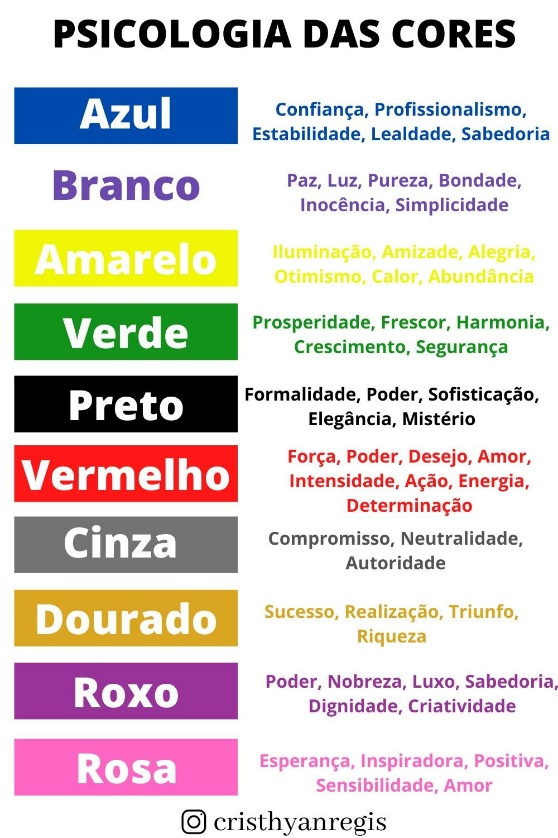 PSICOLOGIA DAS CORES
Azul
Confiança, Profissionalismo,
Estabilidade, Lealdade, Sabedoria
Branco
Paz, Luz, Pureza, Bondade,
Inocência, Simplicidade
Amarelo
Iluminação, Amizade, Alegria,
Otimismo, Calor, Abundância
Verde
Prosperidade, Frescor, Harmonia,
Crescimento, Segurança
Preto
Formalidade, Poder, Sofisticação,
Elegância, Mistério
Vermelho
Força, Poder, Desejo, Amor,
Intensidade, Ação, Energia,
Determinação
Cinza
Compromisso, Neutralidade,
Autoridade
Dourado
Sucesso, Realização, Triunfo,
Riqueza
Roxo
Poder, Nobreza, Luxo, Sabedoria,
Dignidade, Criatividade
Rosa
Esperança, Inspiradora, Positiva,
Sensibilidade, Amor
cristhyanregis